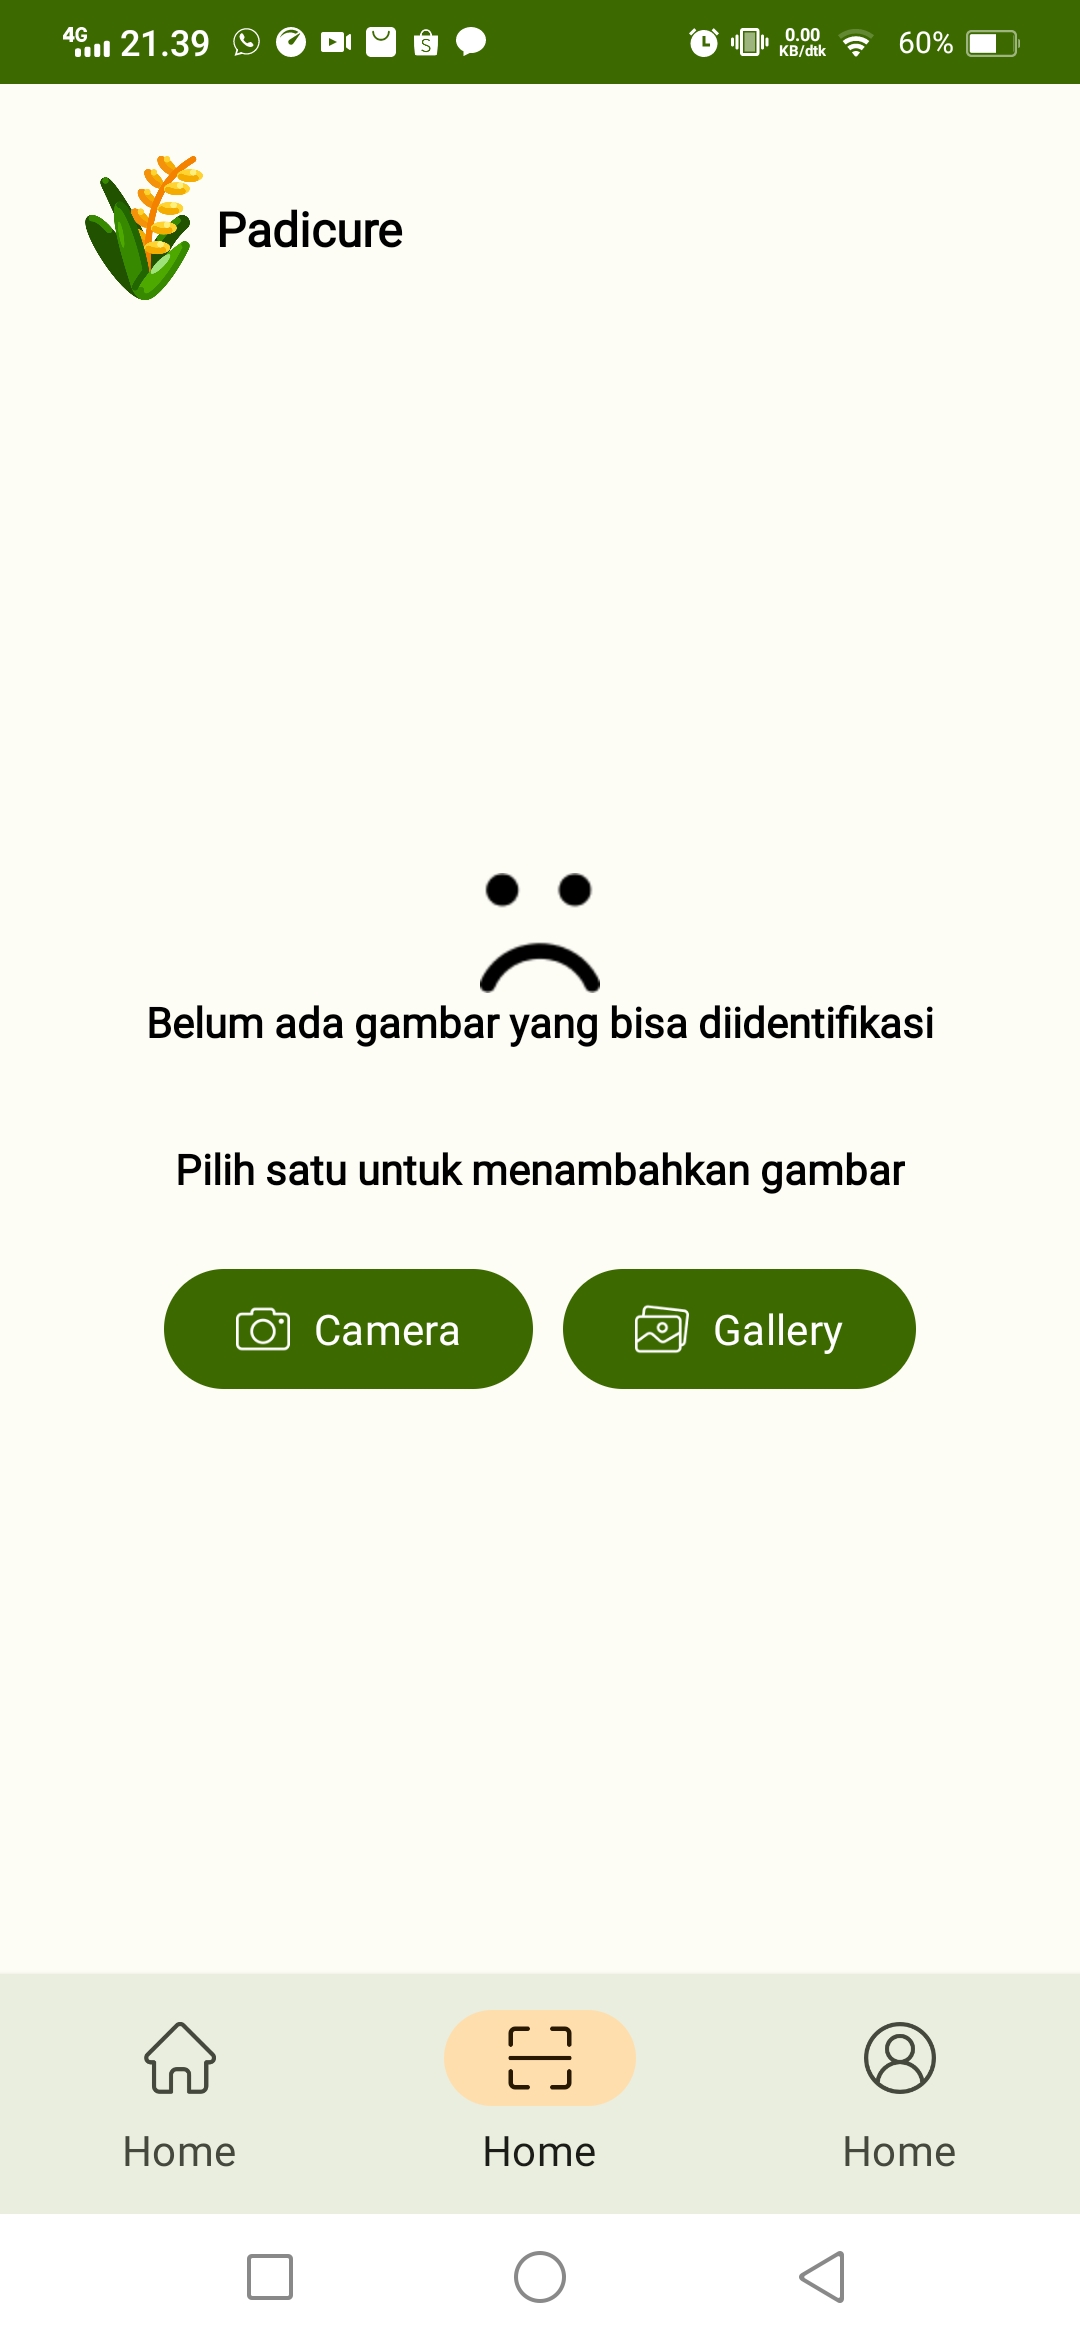 4G 21.39 0.00 KB/dtk 60%
Padicure
Belum ada gambar yang bisa diidentifikasi
Pilih satu untuk menambahkan gambar
Camera Gallery
Home Home Home